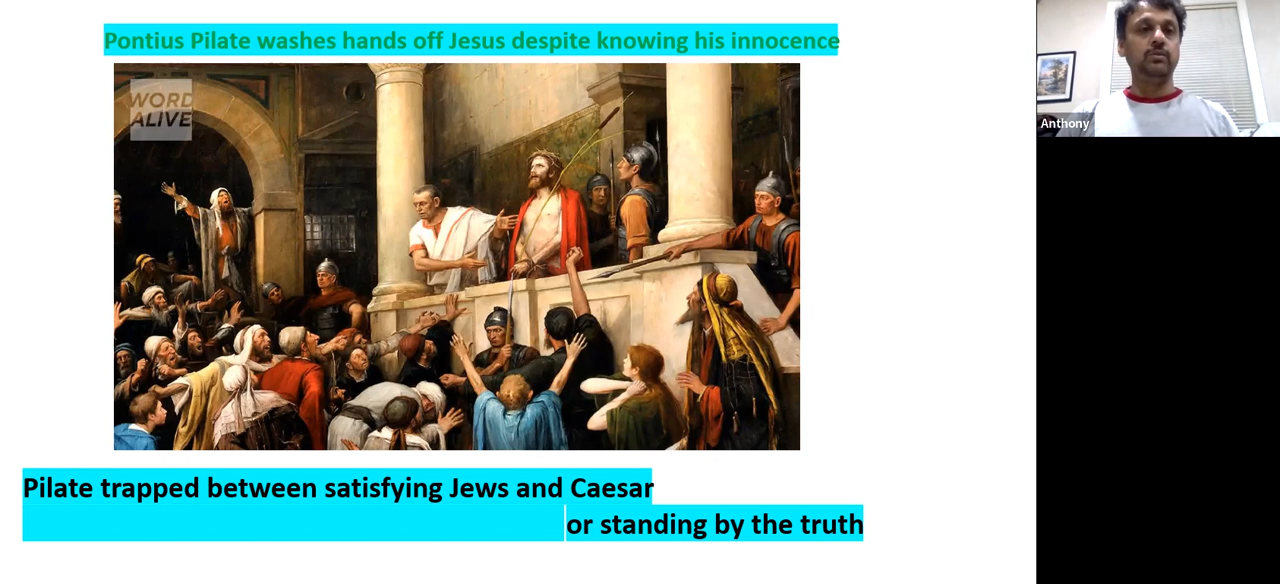 Pontius Pilate washes hands off Jesus despite knowing his innocence
WORD
ALIVE
Anthony
Pilate trapped between satisfying Jews and Caesar
or standing by the truth